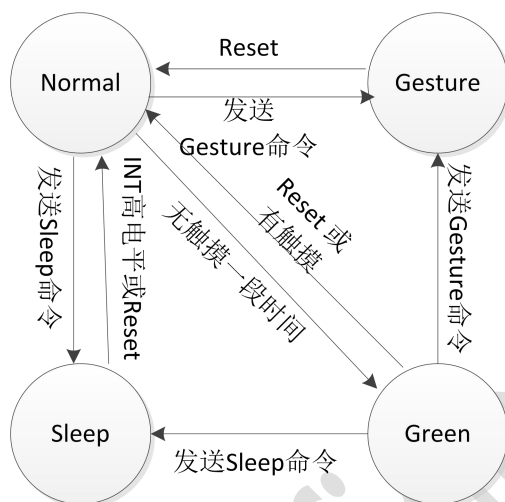 Reset
Normal
Gesture
发送
Gesture命令
Reset 或
有触摸
无触摸一段时间
发送Sleep命令
INT高电平或Reset
发送Gesture命令
Sleep
Green
发送Sleep命令